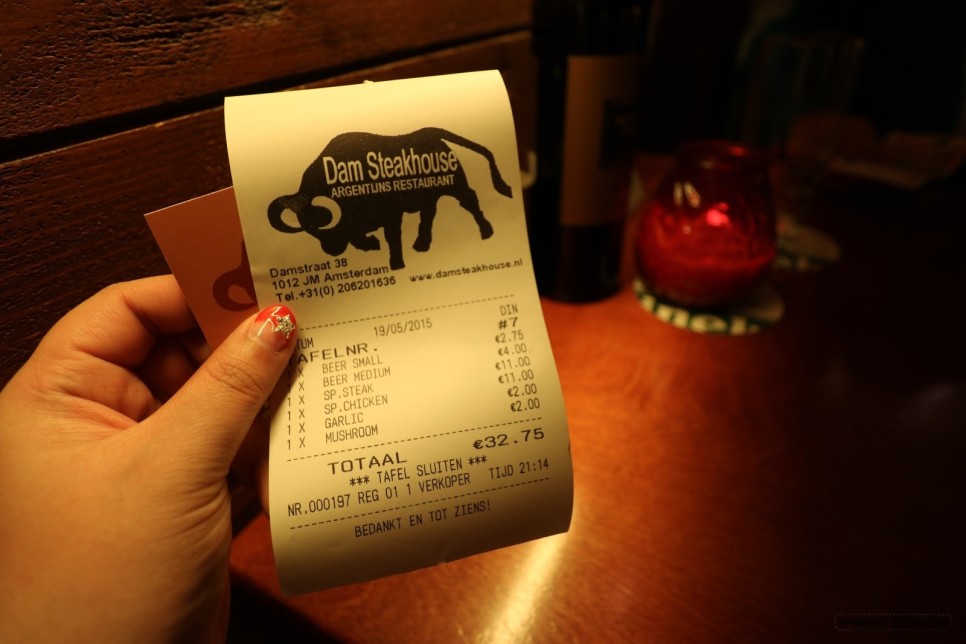 Dam Steakhouse
ARGENTIJNS RESTAURANT
Damstraat 38
1012 JM Amsterdam
Tel.+31(0) 206201636 www.damsteakhouse.nl
TUM 19/05/2015 DIN
AFELNR. #7
1 X BEER SMALL €2.75
1 X BEER MEDIUM €4.00
1 X SP.STEAK €11.00
1 X SP.CHICKEN €11.00
1 X GARLIC €2.00
1 X MUSHROOM €2.00
TOTAAL €32.75
*** TAFEL SLUITEN ***
NR.000197 REG 01 1 VERKOPER TIJD 21:14
BEDANKT EN TOT ZIENS!